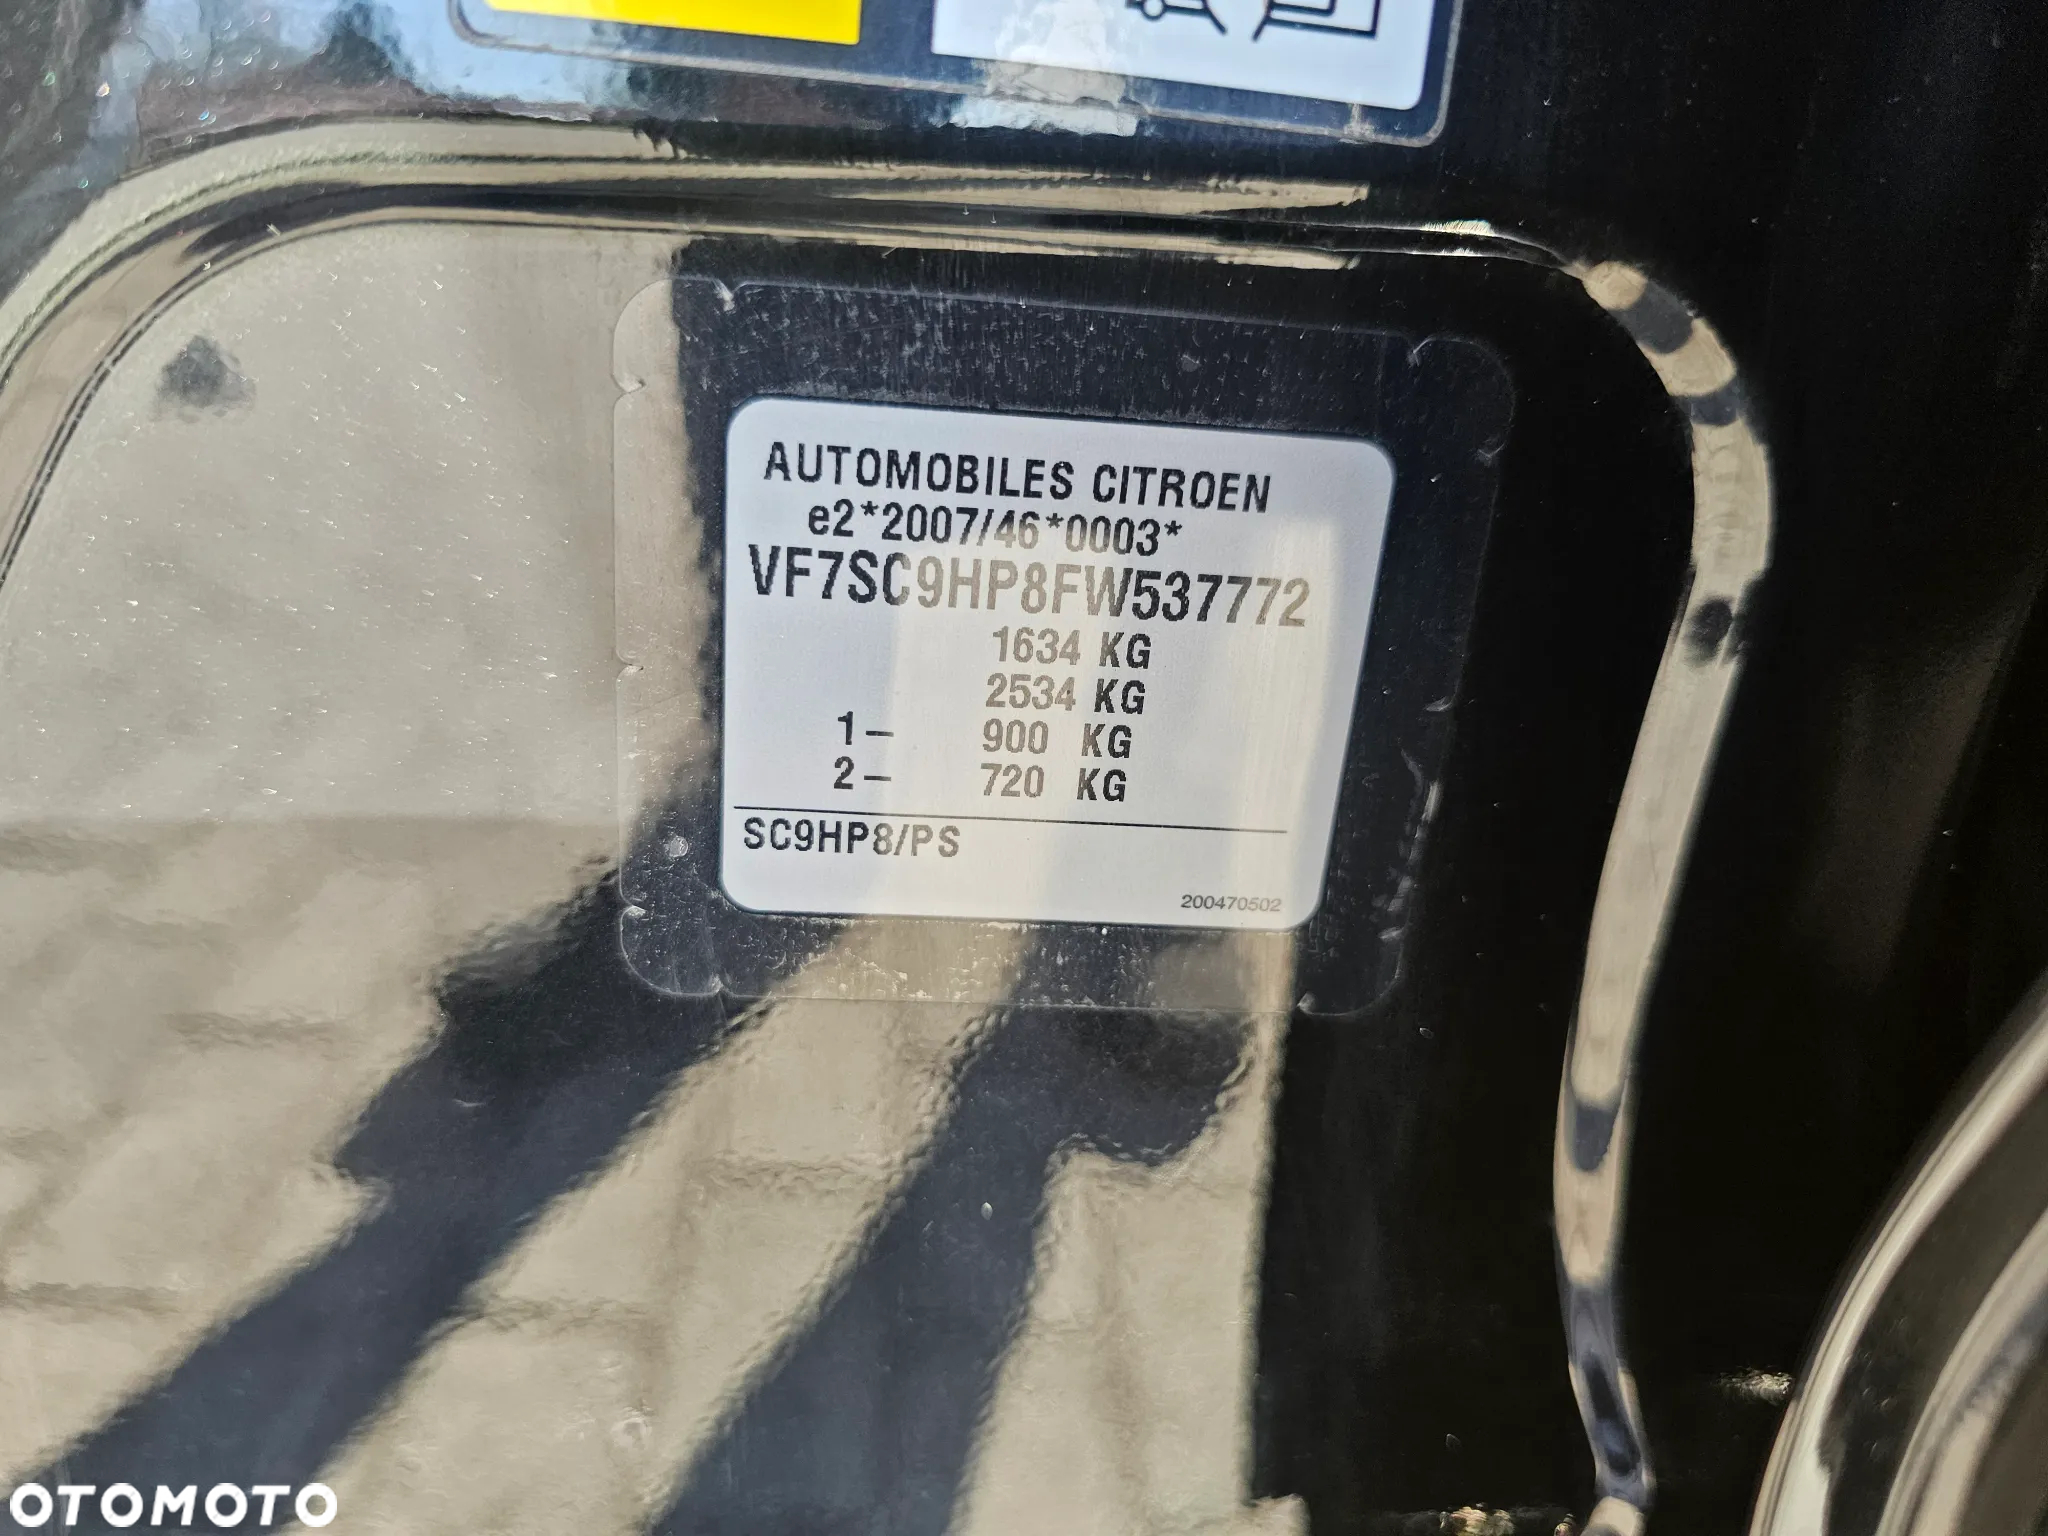 AUTOMOBILES CITROEN
e2*2007/46*0003*
VF7SC9HP8FW537772
1634 KG
2534 KG
1– 900 KG
2– 720 KG
SC9HP8/PS
200470502
OTOMOTO